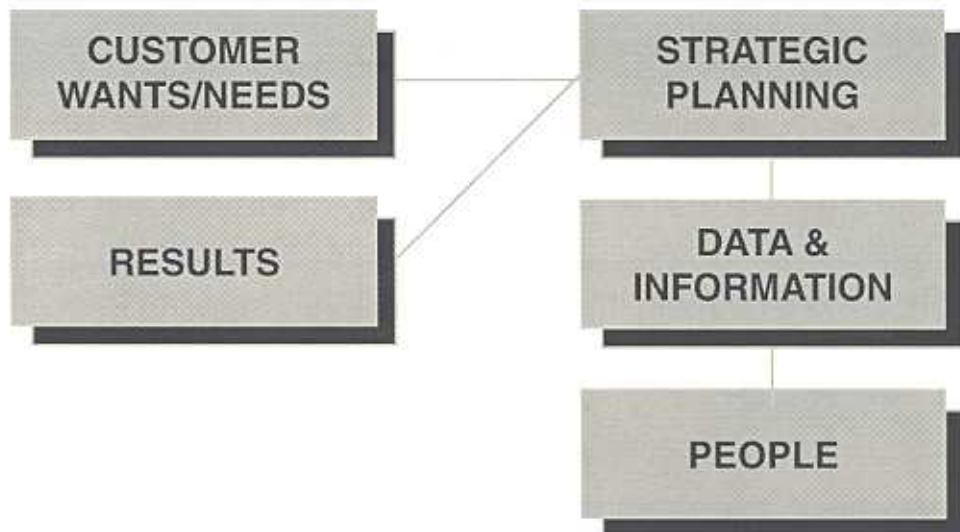 CUSTOMER
WANTS/NEEDS
STRATEGIC
PLANNING
RESULTS
DATA &
INFORMATION
PEOPLE